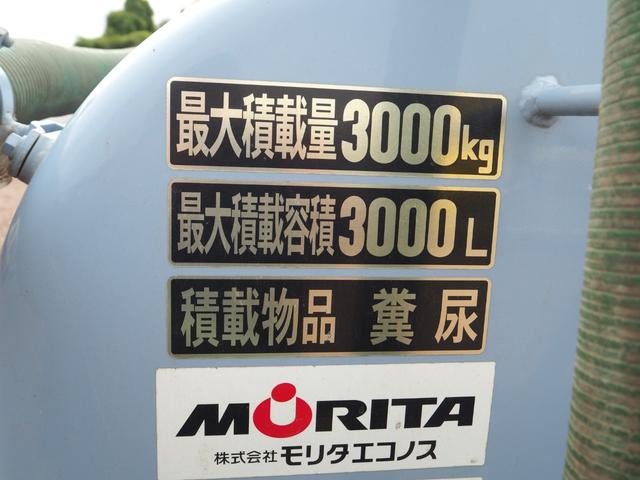 最大積載量3000kg
最大積載容積3000L
積載物品 糞 尿
MORITA
株式会社モリタエコノス